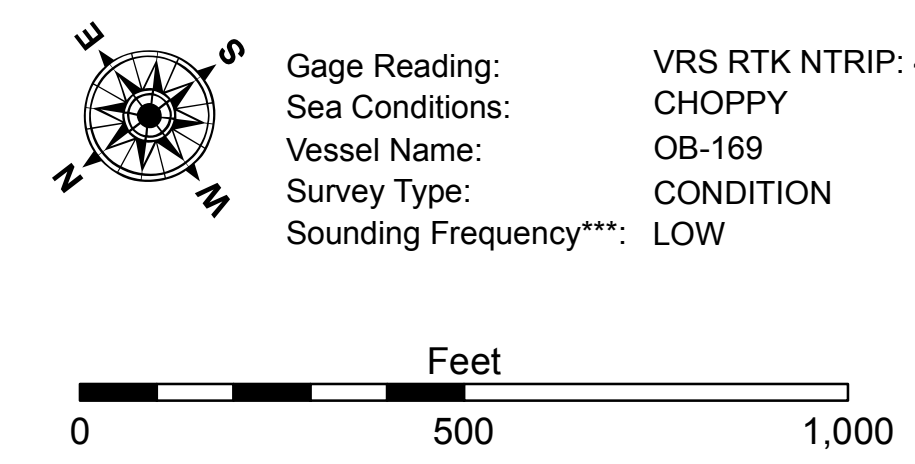 E
S
N
W
Gage Reading: VRS RTK NTRIP:
Sea Conditions: CHOPPY
Vessel Name: OB-169
Survey Type: CONDITION
Sounding Frequency***: LOW
Feet
0 500 1,000